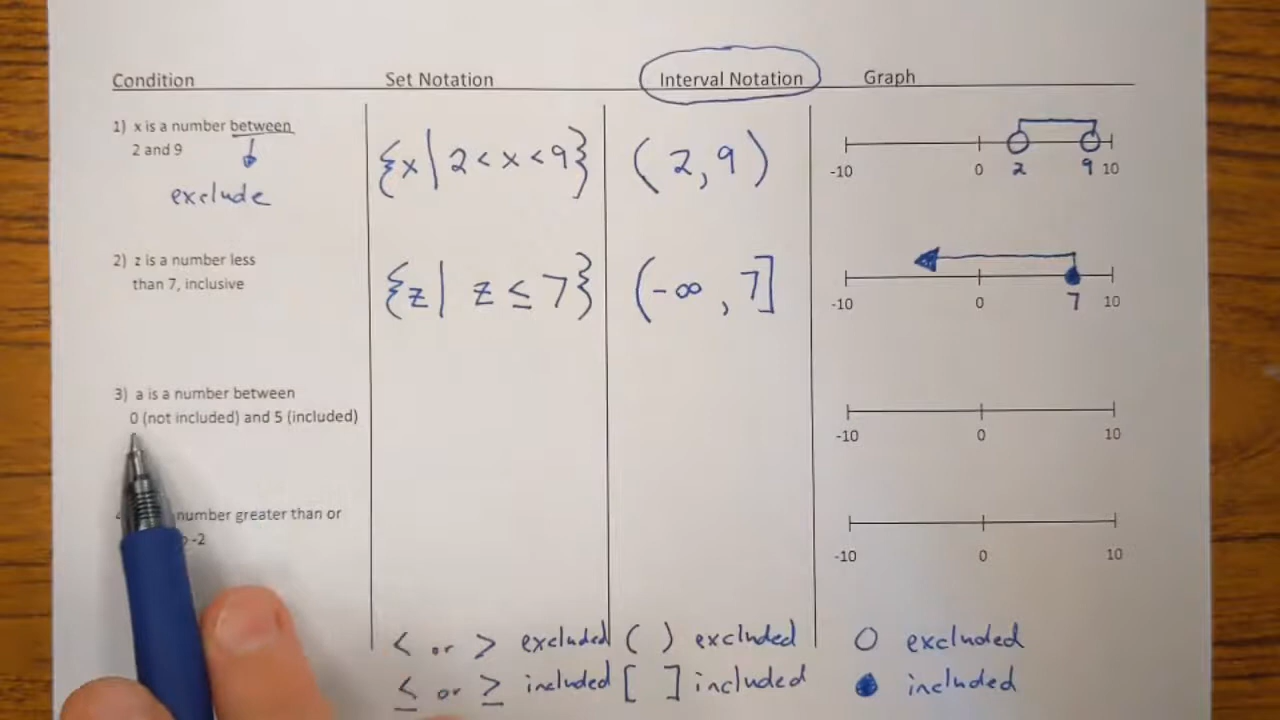 Condition Set Notation Interval Notation Graph
1) x is a number between
2 and 9
exclude
{x| 2 < x < 9}
(2, 9)
-10 0 2 9 10
2) z is a number less
than 7, inclusive
{z| z ≤ 7}
(-∞, 7]
-10 0 7 10
3) a is a number between
0 (not included) and 5 (included)
-10 0 10
number greater than or
-2
-10 0 10
< or > excluded ( ) excluded ○ excluded
≤ or ≥ included [ ] included ● included